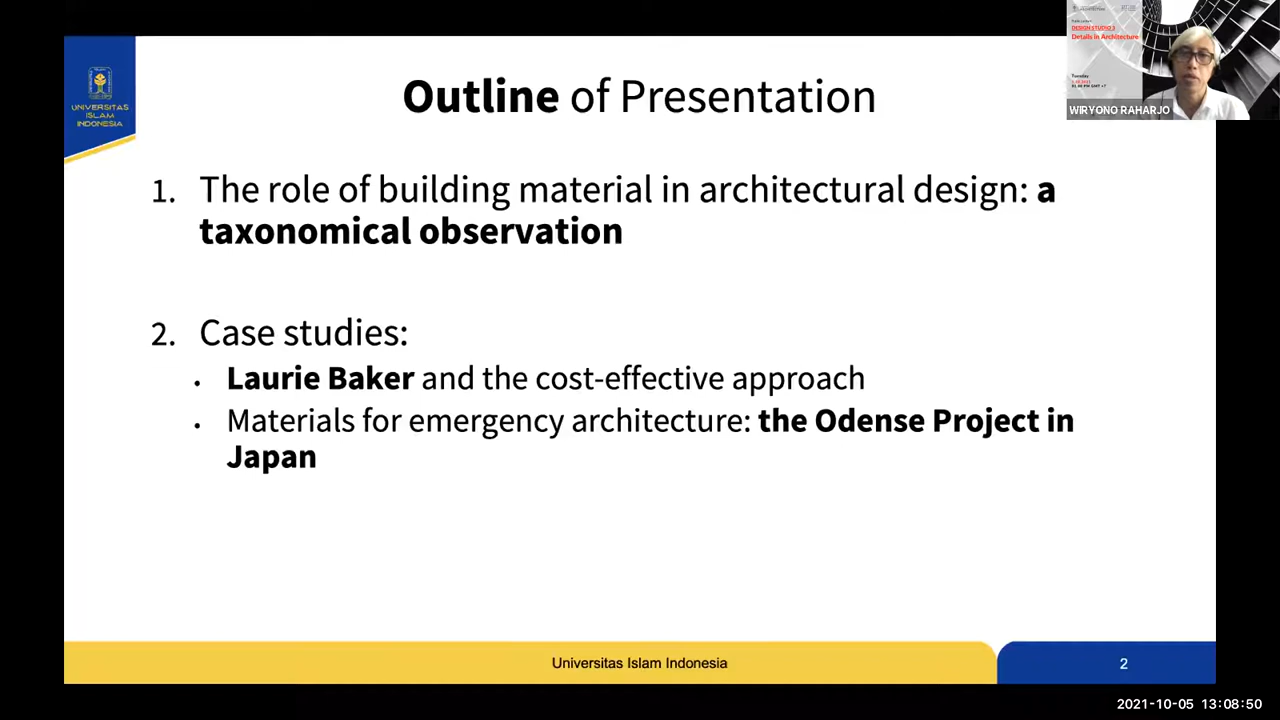 UNIVERSITAS
ISLAM
INDONESIA
Outline of Presentation
DESIGN STUDIO 3
Details in Architecture
Tuesday
WIRYONO RAHARJO
1. The role of building material in architectural design: a
taxonomical observation
2. Case studies:
• Laurie Baker and the cost-effective approach
• Materials for emergency architecture: the Odense Project in
Japan
Universitas Islam Indonesia
2
2021-10-05 13:08:50